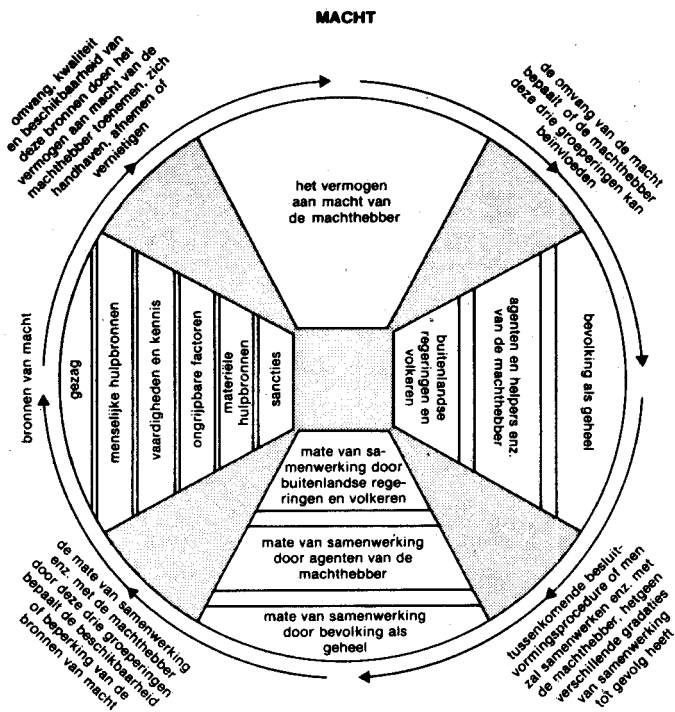 MACHT
omvang, kwaliteit
en beschikbaarheid van
deze bronnen doen het
vermogen aan macht van de
machthebber toenemen, zich
handhaven, afnemen of
vernietigen
de omvang van de macht
bepaalt of de machthebber
deze drie groeperingen kan
beïnvloeden
het vermogen
aan macht van
de machthebber
bronnen van macht
gezag
menselijke hulpbronnen
vaardigheden en kennis
ongrijpbare factoren
materiële
hulpbronnen
sancties
buitenlandse
regeringen en
volkeren
agenten en helpers enz.
van de machthebber
bevolking als geheel
mate van sa-
menwerking door
buitenlandse rege-
ringen en volkeren
mate van samenwerking
door agenten van de
machthebber
mate van samenwerking
door bevolking als
geheel
de mate van samenwerking
enz. met de machthebber
door deze drie groeperingen
bepaalt de beschikbaarheid
of beperking van de
bronnen van macht
tussenkomende besluit-
vormingsprocedure of men
zal samenwerken enz. met
de machthebber, hetgeen
verschillende gradaties
van samenwerking
tot gevolg heeft